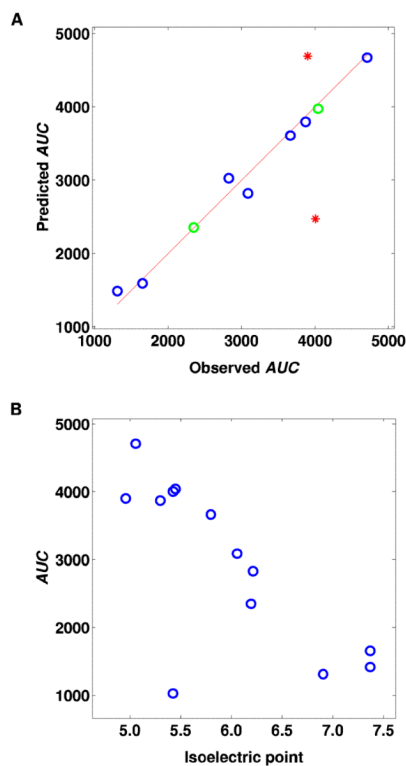 A
5000
4000
3000
2000
1000
Predicted AUC
1000 2000 3000 4000 5000
Observed AUC
B
5000
4000
3000
2000
1000
AUC
5.0 5.5 6.0 6.5 7.0 7.5
Isoelectric point